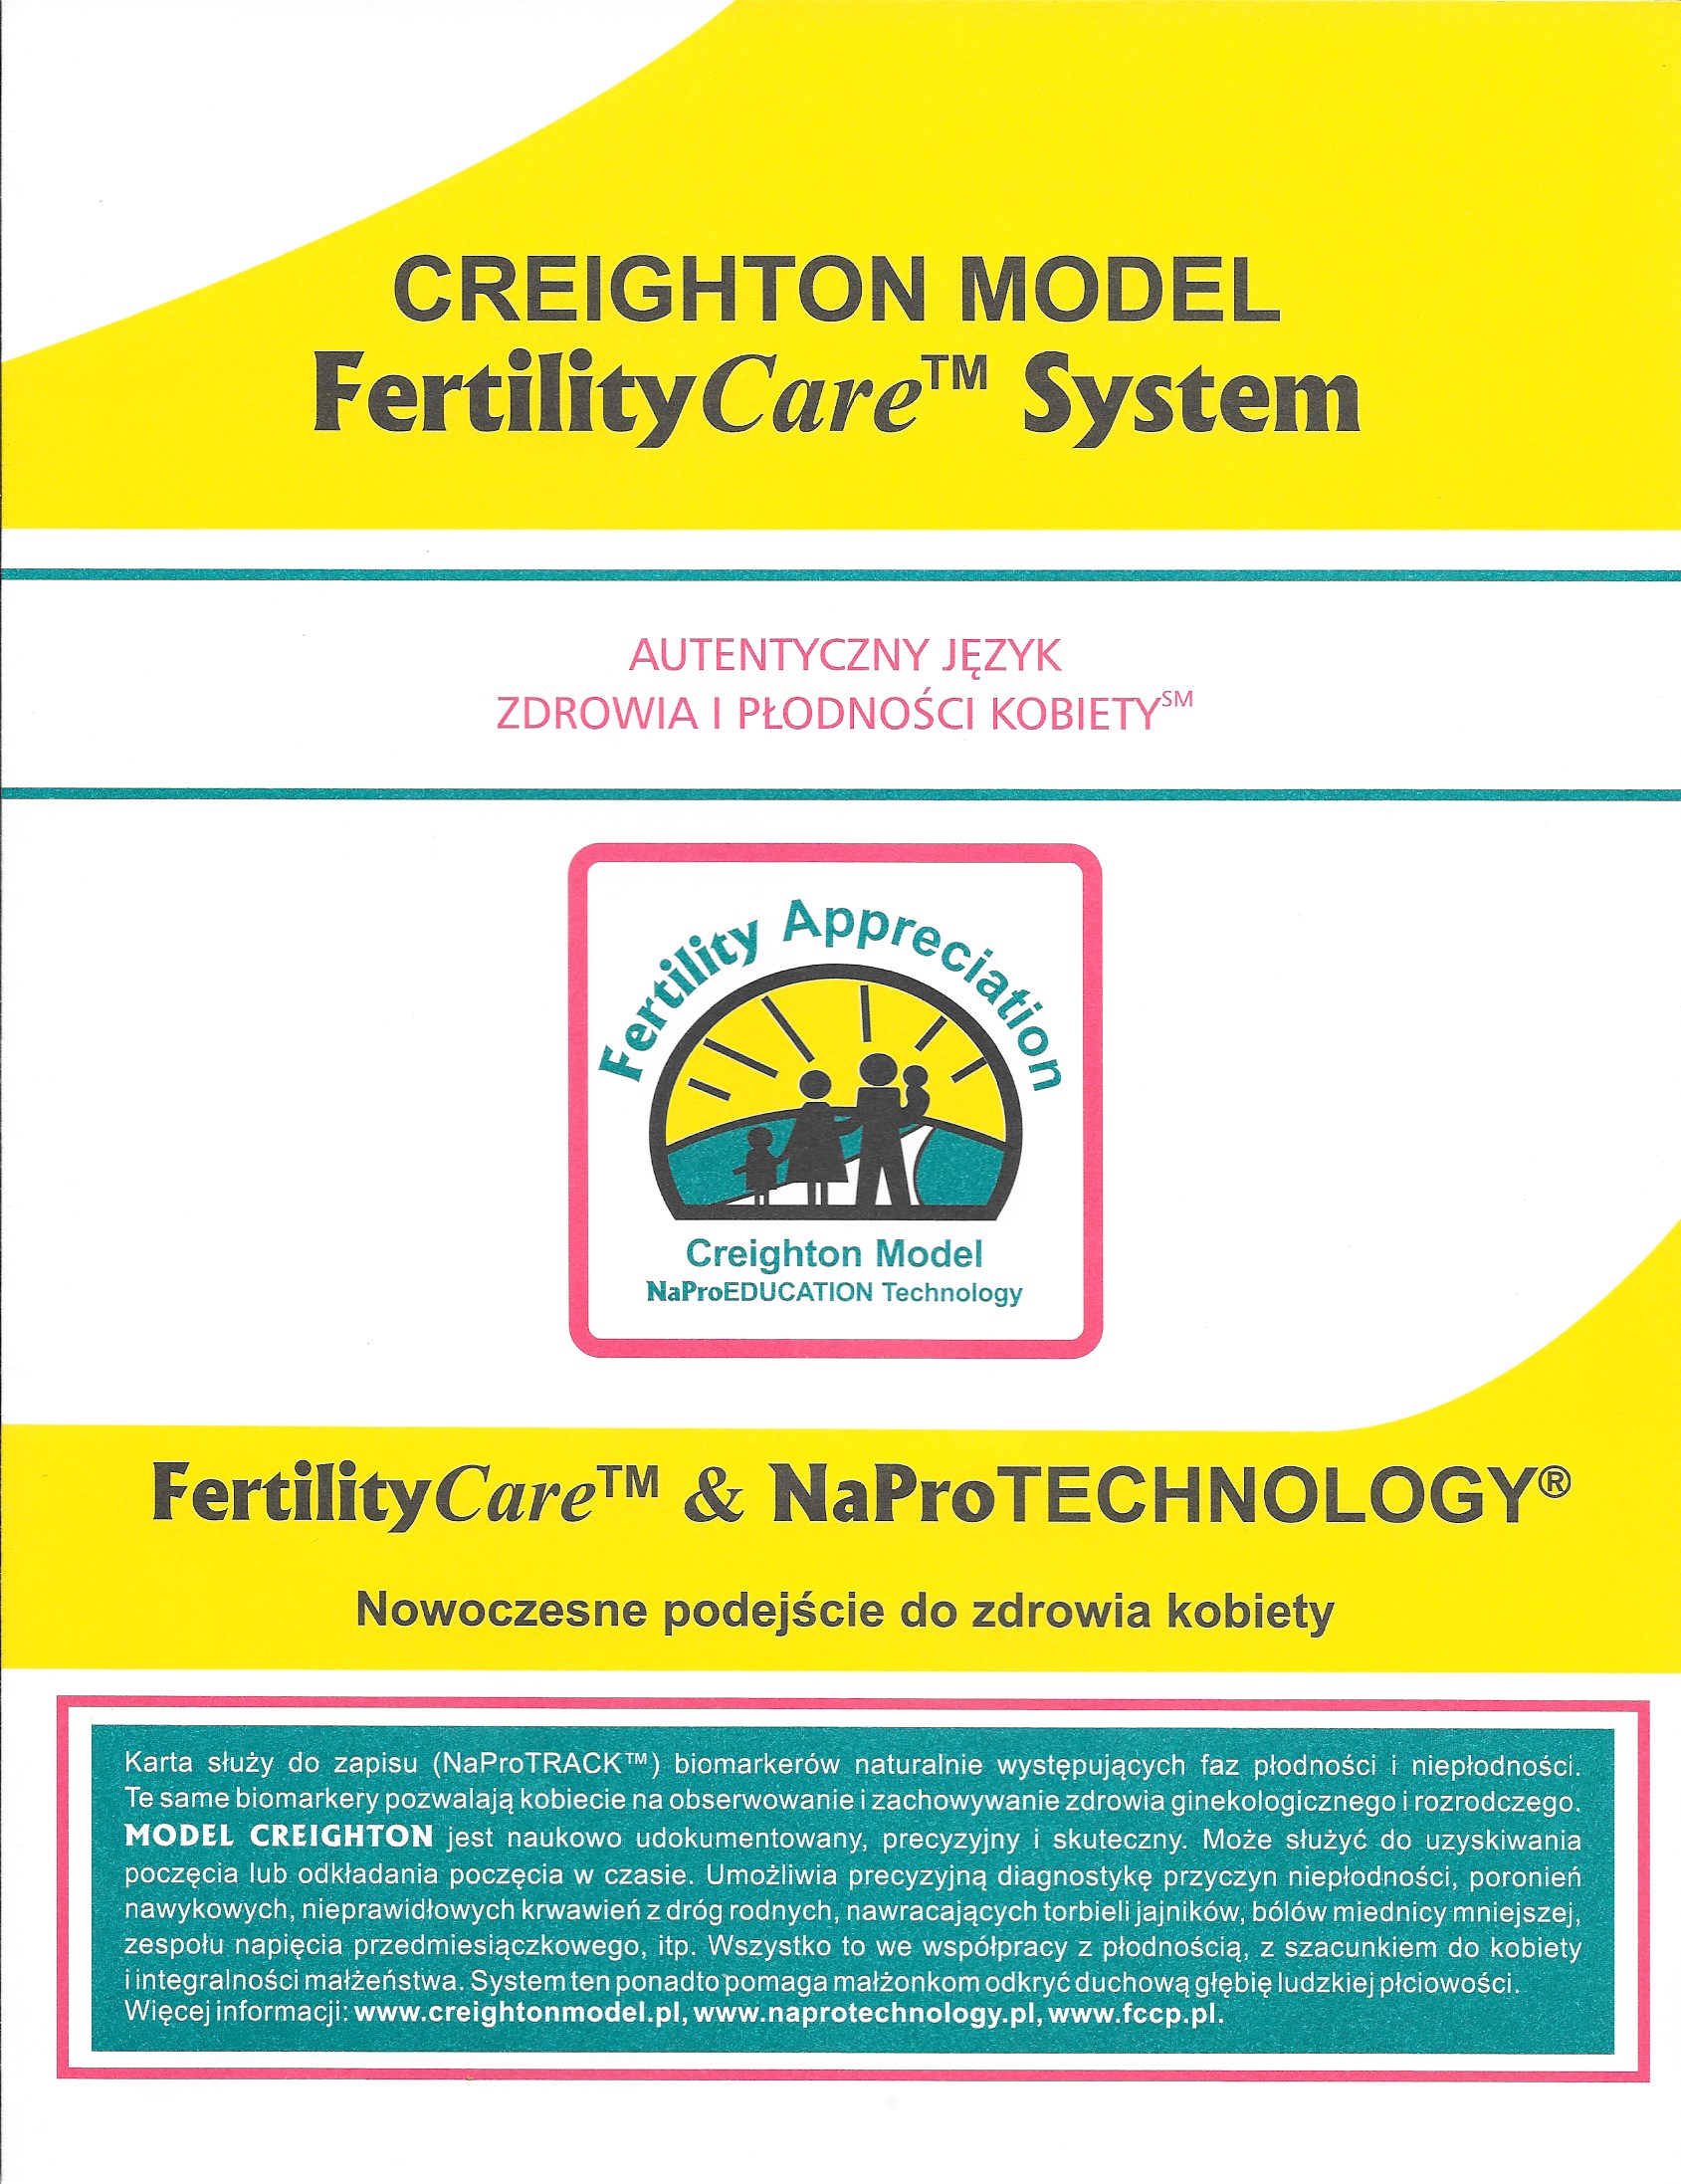 CREIGHTON MODEL
FertilityCare™ System
AUTENTYCZNY JĘZYK
ZDROWIA I PŁODNOŚCI KOBIETY℠
Fertility Appreciation
Creighton Model
NaProEDUCATION Technology
FertilityCare™ & NaProTECHNOLOGY®
Nowoczesne podejście do zdrowia kobiety
Karta służy do zapisu (NaProTRACK™) biomarkerów naturalnie występujących faz płodności i niepłodności.
Te same biomarkery pozwalają kobiecie na obserwowanie i zachowywanie zdrowia ginekologicznego i rozrodczego.
MODEL CREIGHTON jest naukowo udokumentowany, precyzyjny i skuteczny. Może służyć do uzyskiwania
poczęcia lub odkładania poczęcia w czasie. Umożliwia precyzyjną diagnostykę przyczyn niepłodności, poronień
nawykowych, nieprawidłowych krwawień z dróg rodnych, nawracających torbieli jajników, bólów miednicy mniejszej,
zespołu napięcia przedmiesiączkowego, itp. Wszystko to we współpracy z płodnością, z szacunkiem do kobiety
i integralności małżeństwa. System ten ponadto pomaga małżonkom odkryć duchową głębię ludzkiej płciowości.
Więcej informacji: www.creightonmodel.pl, www.naprotechnology.pl, www.fccp.pl.